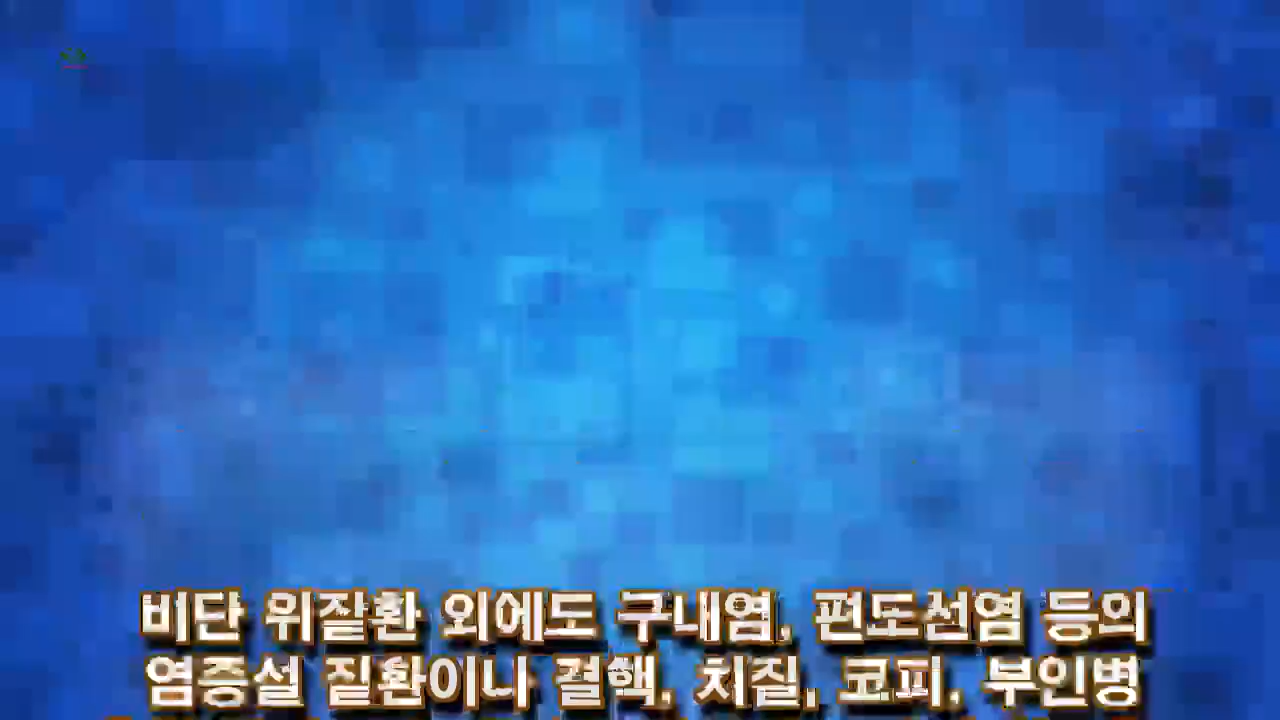 비단 위잘환 외에도 구내염, 편도선염 등의
염증설 질환이나 결핵, 치질, 코피, 부인병